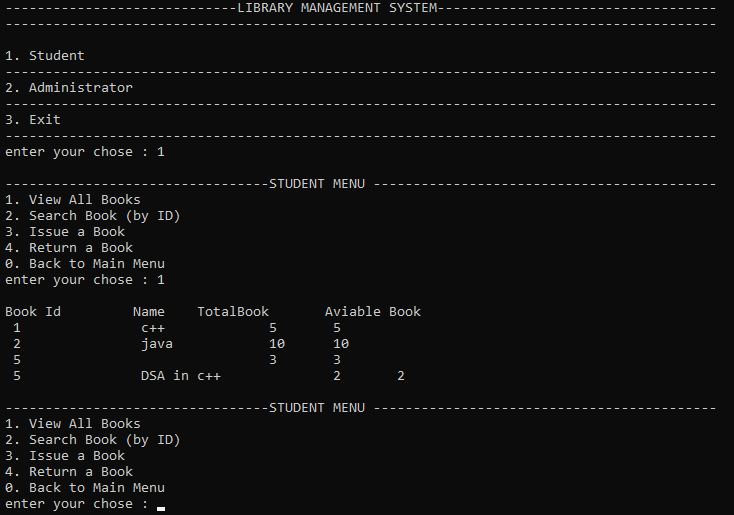 -----------------------------LIBRARY MANAGEMENT SYSTEM-----------------------------------
-----------------------------------------------------------------------------------------
1. Student
-----------------------------------------------------------------------------------------
2. Administrator
-----------------------------------------------------------------------------------------
3. Exit
-----------------------------------------------------------------------------------------
enter your chose : 1
---------------------------------STUDENT MENU -------------------------------------------
1. View All Books
2. Search Book (by ID)
3. Issue a Book
4. Return a Book
0. Back to Main Menu
enter your chose : 1
Book Id         Name    TotalBook       Aviable Book
 1               c++             5       5
 2               java            10      10
 5                               3       3
 5               DSA in c++              2       2
---------------------------------STUDENT MENU -------------------------------------------
1. View All Books
2. Search Book (by ID)
3. Issue a Book
4. Return a Book
0. Back to Main Menu
enter your chose :